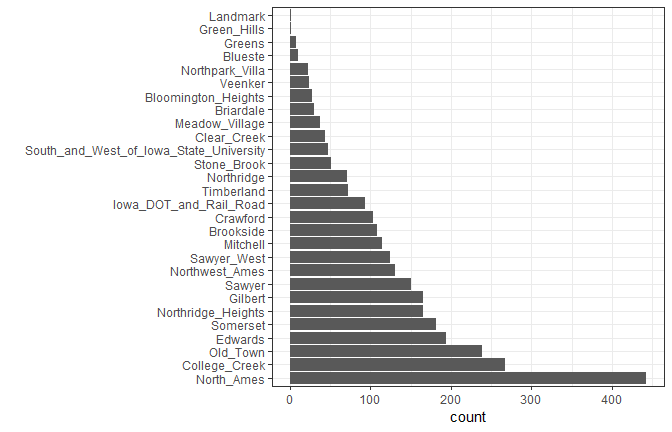 Landmark
Green_Hills
Greens
Blueste
Northpark_Villa
Veenker
Bloomington_Heights
Briardale
Meadow_Village
Clear_Creek
South_and_West_of_Iowa_State_University
Stone_Brook
Northridge
Timberland
Iowa_DOT_and_Rail_Road
Crawford
Brookside
Mitchell
Sawyer_West
Northwest_Ames
Sawyer
Gilbert
Northridge_Heights
Somerset
Edwards
Old_Town
College_Creek
North_Ames
0 100 200 300 400
count